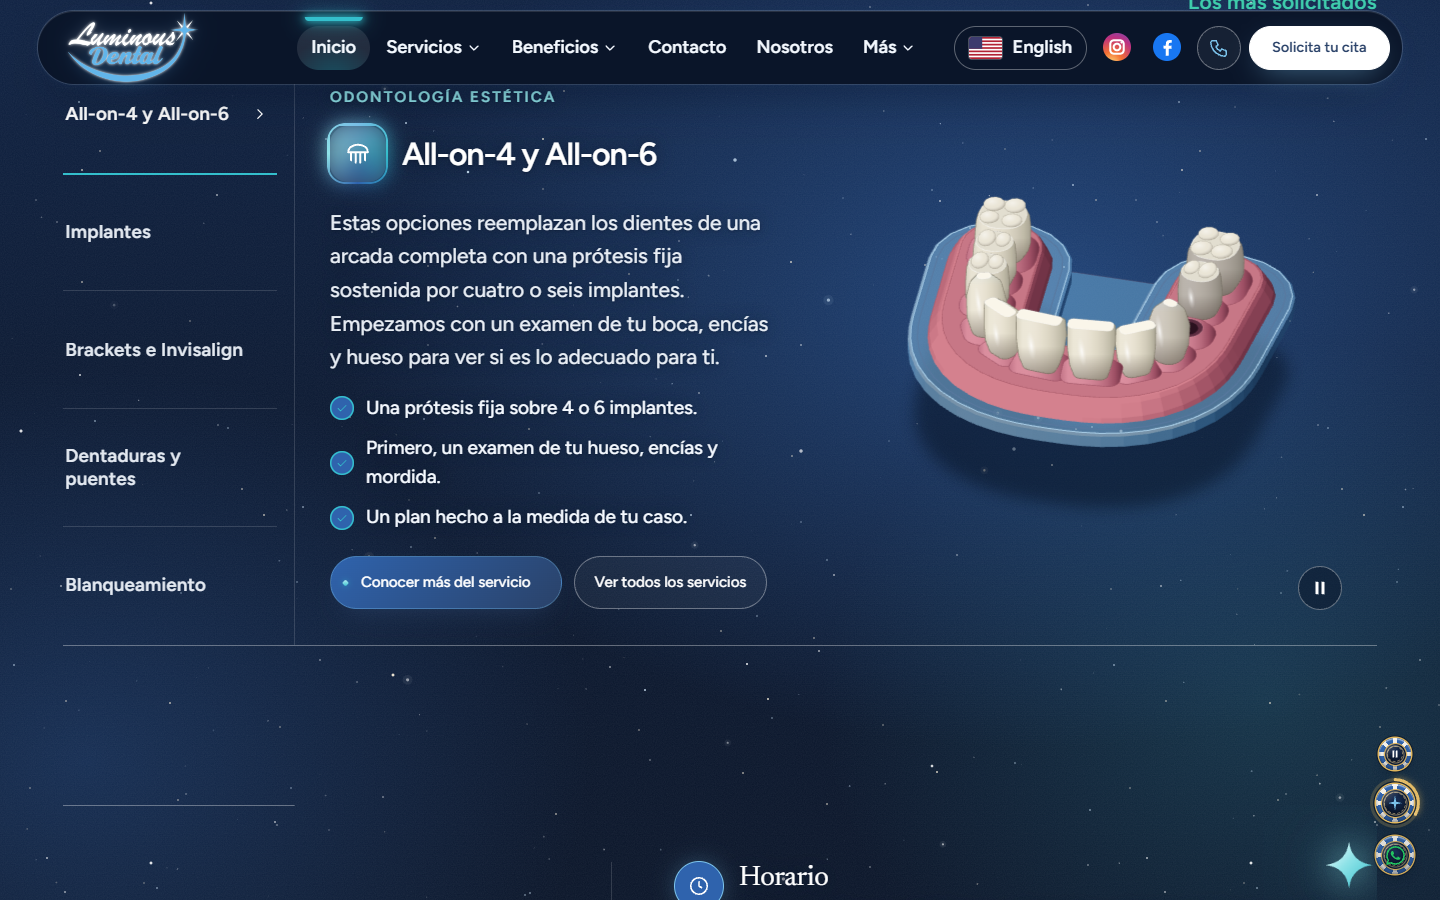 Los más solicitados
Luminous
Dental
Inicio
Servicios
Beneficios
Contacto
Nosotros
Más
English
Solicita tu cita
All-on-4 y All-on-6
Implantes
Brackets e Invisalign
Dentaduras y
puentes
Blanqueamiento
ODONTOLOGÍA ESTÉTICA
All-on-4 y All-on-6
Estas opciones reemplazan los dientes de una
arcada completa con una prótesis fija
sostenida por cuatro o seis implantes.
Empezamos con un examen de tu boca, encías
y hueso para ver si es lo adecuado para ti.
Una prótesis fija sobre 4 o 6 implantes.
Primero, un examen de tu hueso, encías y
mordida.
Un plan hecho a la medida de tu caso.
Conocer más del servicio
Ver todos los servicios
Horario